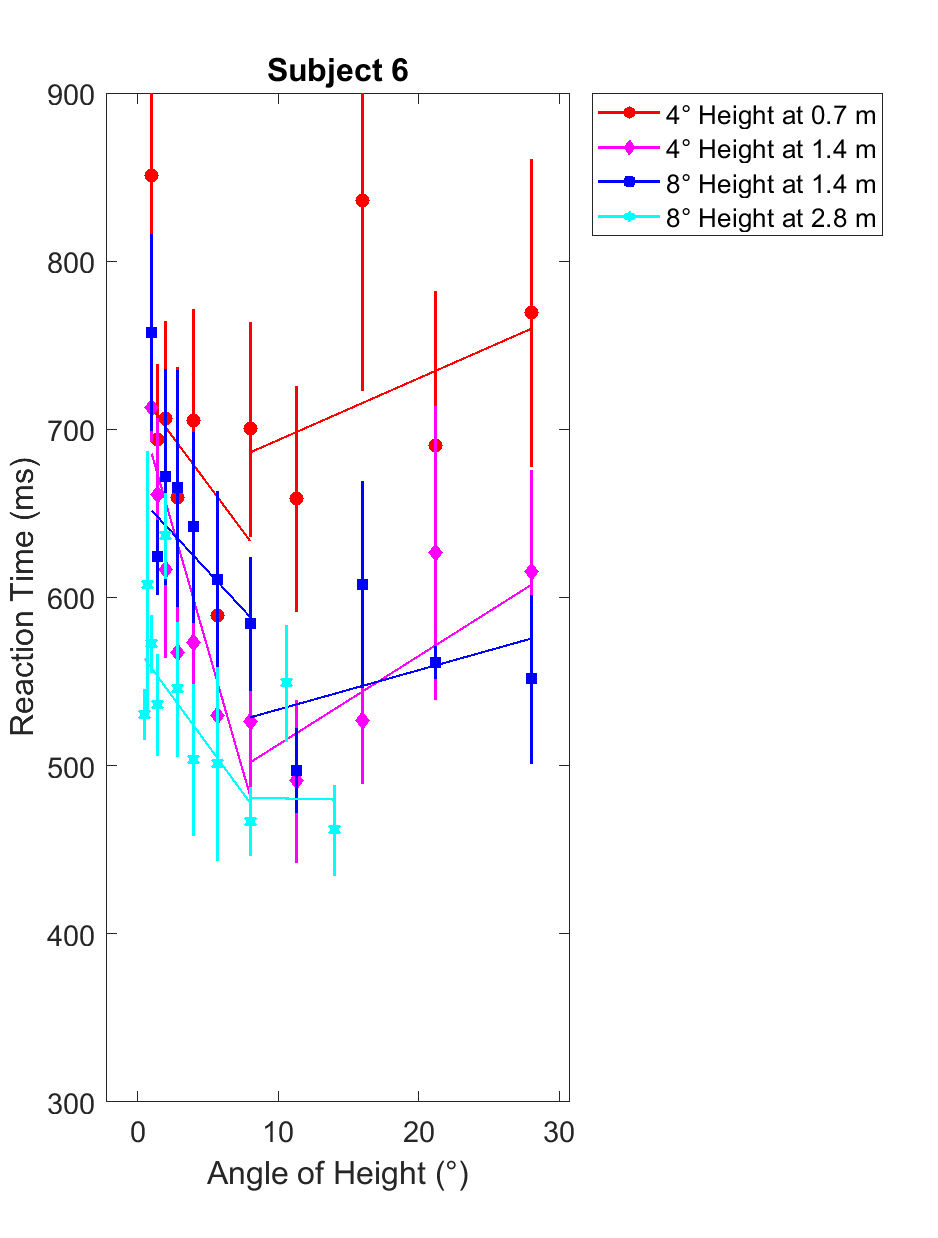 Subject 6
900
800
700
600
500
400
300
0 10 20 30
Reaction Time (ms)
Angle of Height (°)
4° Height at 0.7 m
4° Height at 1.4 m
8° Height at 1.4 m
8° Height at 2.8 m